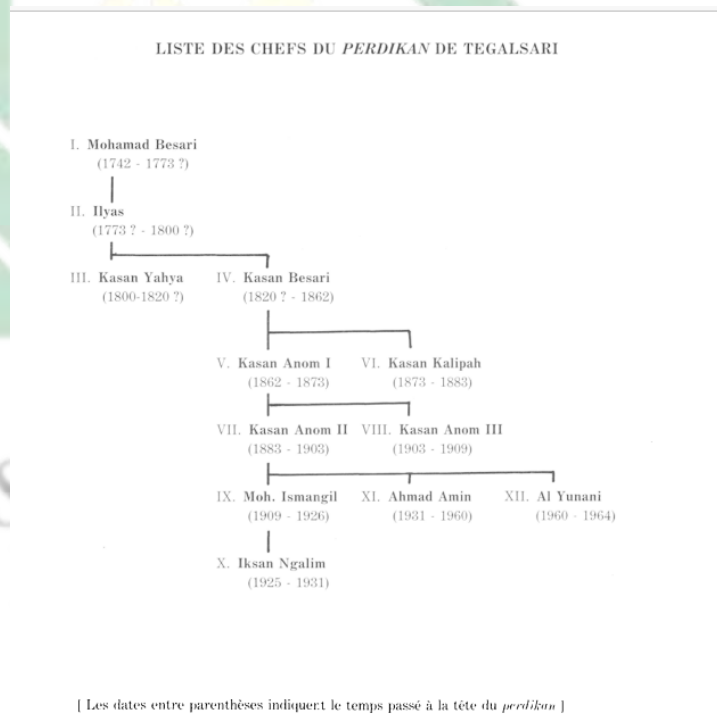 LISTE DES CHEFS DU PERDIKAN DE TEGALSARI
I. Mohamad Besari
(1742 - 1773 ?)
II. Ilyas
(1773 ? - 1800 ?)
III. Kasan Yahya IV. Kasan Besari
(1800-1820 ?) (1820 ? - 1862)
V. Kasan Anom I VI. Kasan Kalipah
(1862 - 1873) (1873 - 1883)
VII. Kasan Anom II VIII. Kasan Anom III
(1883 - 1903) (1903 - 1909)
IX. Moh. Ismangil XI. Ahmad Amin XII. Al Yunani
(1909 - 1926) (1931 - 1960) (1960 - 1964)
X. Iksan Ngalim
(1925 - 1931)
[ Les dates entre parenthèses indiquent le temps passé à la tête du perdikan ]